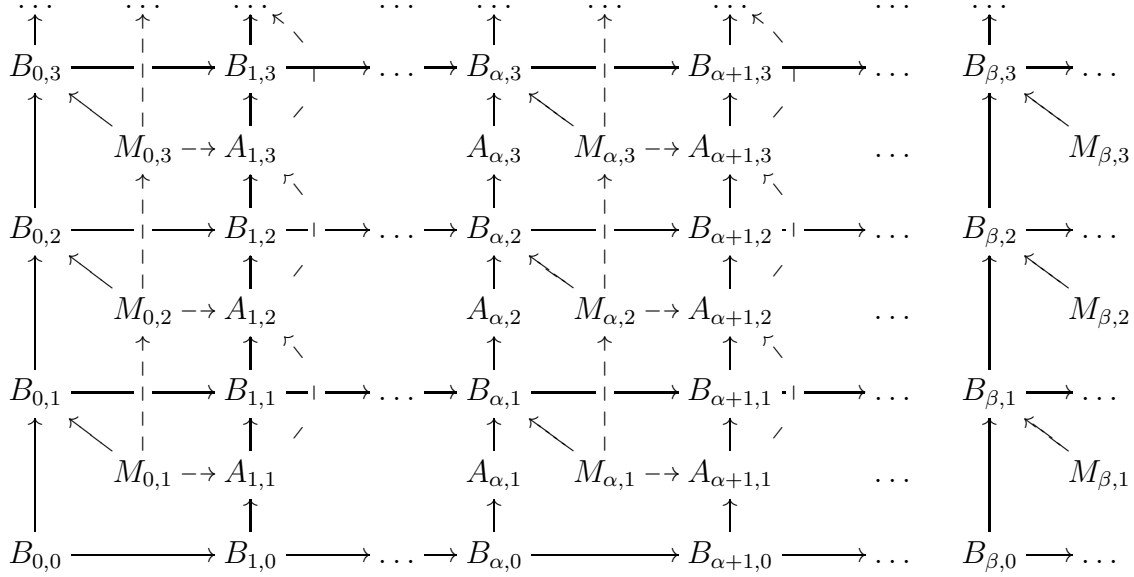 … … … … … … … …
B_{0,3} B_{1,3} … B_{α,3} B_{α+1,3} … B_{β,3} …
M_{0,3} A_{1,3} A_{α,3} M_{α,3} A_{α+1,3} … M_{β,3}
B_{0,2} B_{1,2} … B_{α,2} B_{α+1,2} … B_{β,2} …
M_{0,2} A_{1,2} A_{α,2} M_{α,2} A_{α+1,2} … M_{β,2}
B_{0,1} B_{1,1} … B_{α,1} B_{α+1,1} … B_{β,1} …
M_{0,1} A_{1,1} A_{α,1} M_{α,1} A_{α+1,1} … M_{β,1}
B_{0,0} B_{1,0} … B_{α,0} B_{α+1,0} … B_{β,0} …